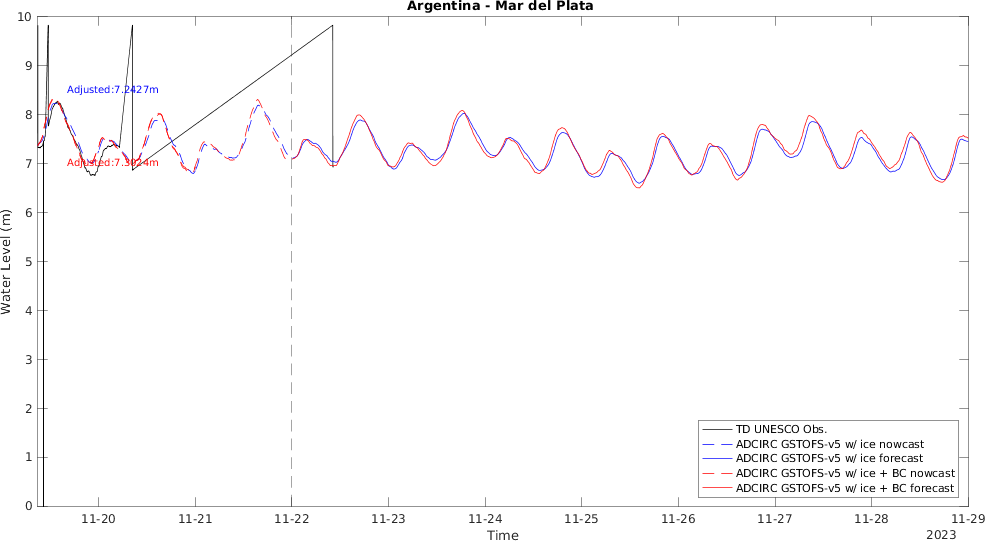 Argentina - Mar del Plata
10
9
8
7
6
5
4
3
2
1
0
Water Level (m)
Adjusted:7.2427m
TD UNESCO Obs.
ADCIRC GSTOFS-v5 w/ ice nowcast
ADCIRC GSTOFS-v5 w/ ice forecast
ADCIRC GSTOFS-v5 w/ ice + BC nowcast
ADCIRC GSTOFS-v5 w/ ice + BC forecast
11-20
11-21
11-22
11-23
11-24
11-25
11-26
11-27
11-28
11-29
Time
2023